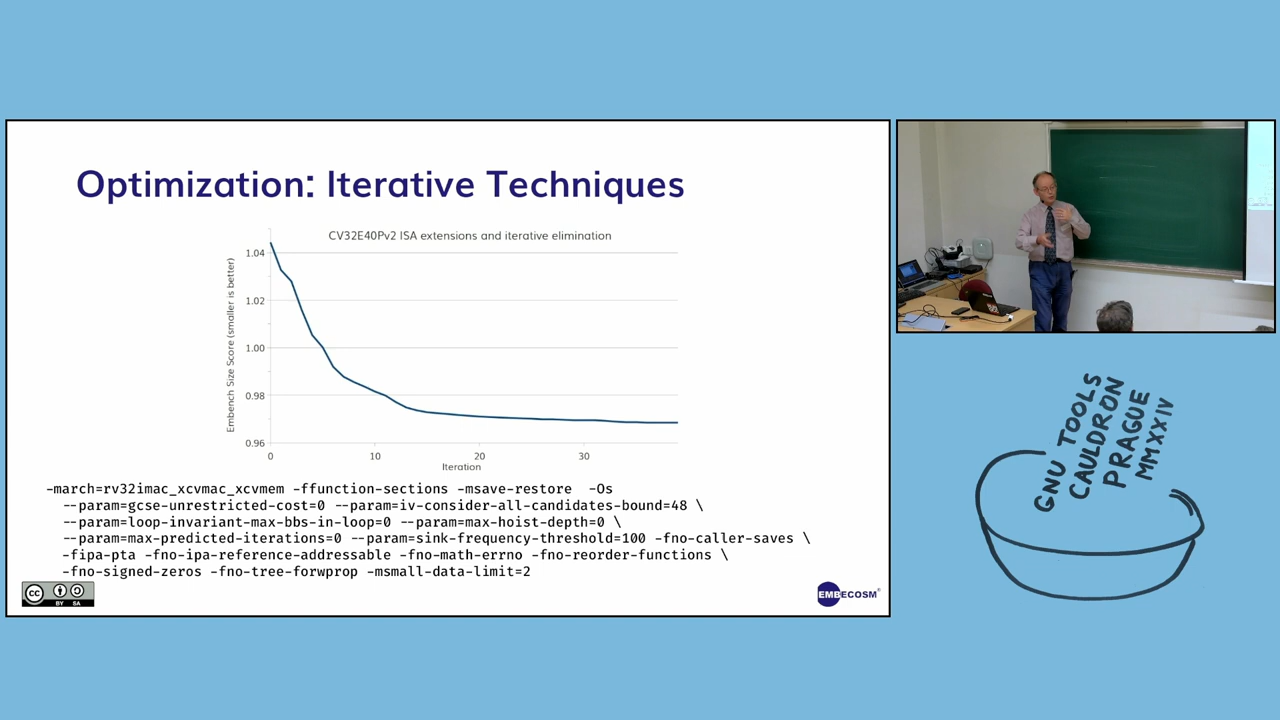 Optimization: Iterative Techniques
CV32E40Pv2 ISA extensions and iterative elimination
Embench Size Score (smaller is better)
1.04
1.02
1.00
0.98
0.96
0
10
20
30
Iteration
-march=rv32imac_xcvmac_xcvmem -ffunction-sections -msave-restore -Os
--param=gcse-unrestricted-cost=0 --param=iv-consider-all-candidates-bound=48 \
--param=loop-invariant-max-bbs-in-loop=0 --param=max-hoist-depth=0 \
--param=max-predicted-iterations=0 --param=sink-frequency-threshold=100 -fno-caller-saves \
-fipa-pta -fno-ipa-reference-addressable -fno-math-errno -fno-reorder-functions \
-fno-signed-zeros -fno-tree-forwprop -msmall-data-limit=2
cc
BY SA
EMBECOSM®
GNU TOOLS
CAULDRON
PRAGUE
MMXXIV